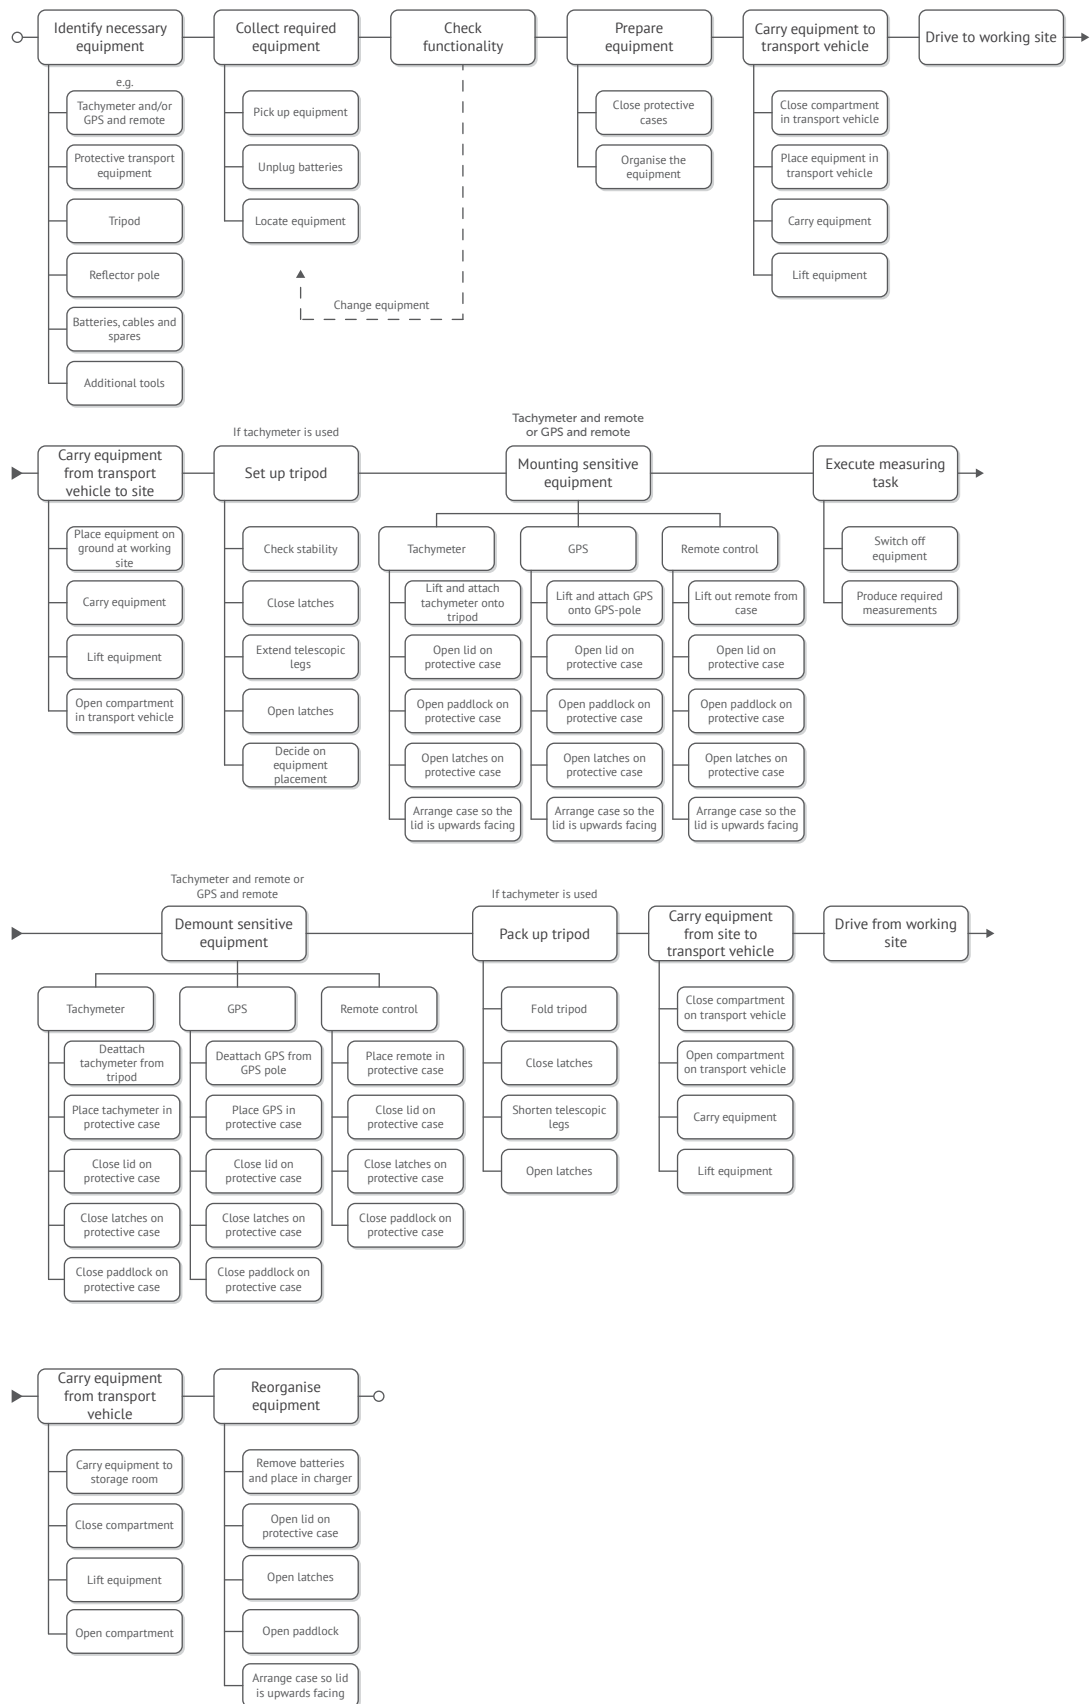 Identify necessary
equipment
Collect required
equipment
Check
functionality
Prepare
equipment
Carry equipment to
transport vehicle
Drive to working site
e.g.
Tachymeter and/or
GPS and remote
Protective transport
equipment
Tripod
Reflector pole
Batteries, cables and
spares
Additional tools
Pick up equipment
Unplug batteries
Locate equipment
Change equipment
Close protective
cases
Organise the
equipment
Close compartment
in transport vehicle
Place equipment in
transport vehicle
Carry equipment
Lift equipment
Carry equipment
from transport
vehicle to site
If tachymeter is used
Set up tripod
Tachymeter and remote
or GPS and remote
Mounting sensitive
equipment
Execute measuring
task
Place equipment on
ground at working
site
Carry equipment
Lift equipment
Open compartment
in transport vehicle
Check stability
Close latches
Extend telescopic
legs
Open latches
Decide on
equipment
placement
Tachymeter
Lift and attach
tachymeter onto
tripod
Open lid on
protective case
Open paddlock on
protective case
Open latches on
protective case
Arrange case so the
lid is upwards facing
GPS
Lift and attach GPS
onto GPS-pole
Open lid on
protective case
Open paddlock on
protective case
Open latches on
protective case
Arrange case so the
lid is upwards facing
Remote control
Lift out remote from
case
Open lid on
protective case
Open paddlock on
protective case
Open latches on
protective case
Arrange case so the
lid is upwards facing
Switch off
equipment
Produce required
measurements
Tachymeter and remote or
GPS and remote
Demount sensitive
equipment
If tachymeter is used
Pack up tripod
Carry equipment
from site to
transport vehicle
Drive from working
site
Tachymeter
Deattach
tachymeter from
tripod
Place tachymeter in
protective case
Close lid on
protective case
Close latches on
protective case
Close paddlock on
protective case
GPS
Deattach GPS from
GPS pole
Place GPS in
protective case
Close lid on
protective case
Close latches on
protective case
Close paddlock on
protective case
Remote control
Place remote in
protective case
Close lid on
protective case
Close latches on
protective case
Close paddlock on
protective case
Fold tripod
Close latches
Shorten telescopic
legs
Open latches
Close compartment
on transport vehicle
Open compartment
on transport vehicle
Carry equipment
Lift equipment
Carry equipment
from transport
vehicle
Reorganise
equipment
Carry equipment to
storage room
Close compartment
Lift equipment
Open compartment
Remove batteries
and place in charger
Open lid on
protective case
Open latches
Open paddlock
Arrange case so lid
is upwards facing